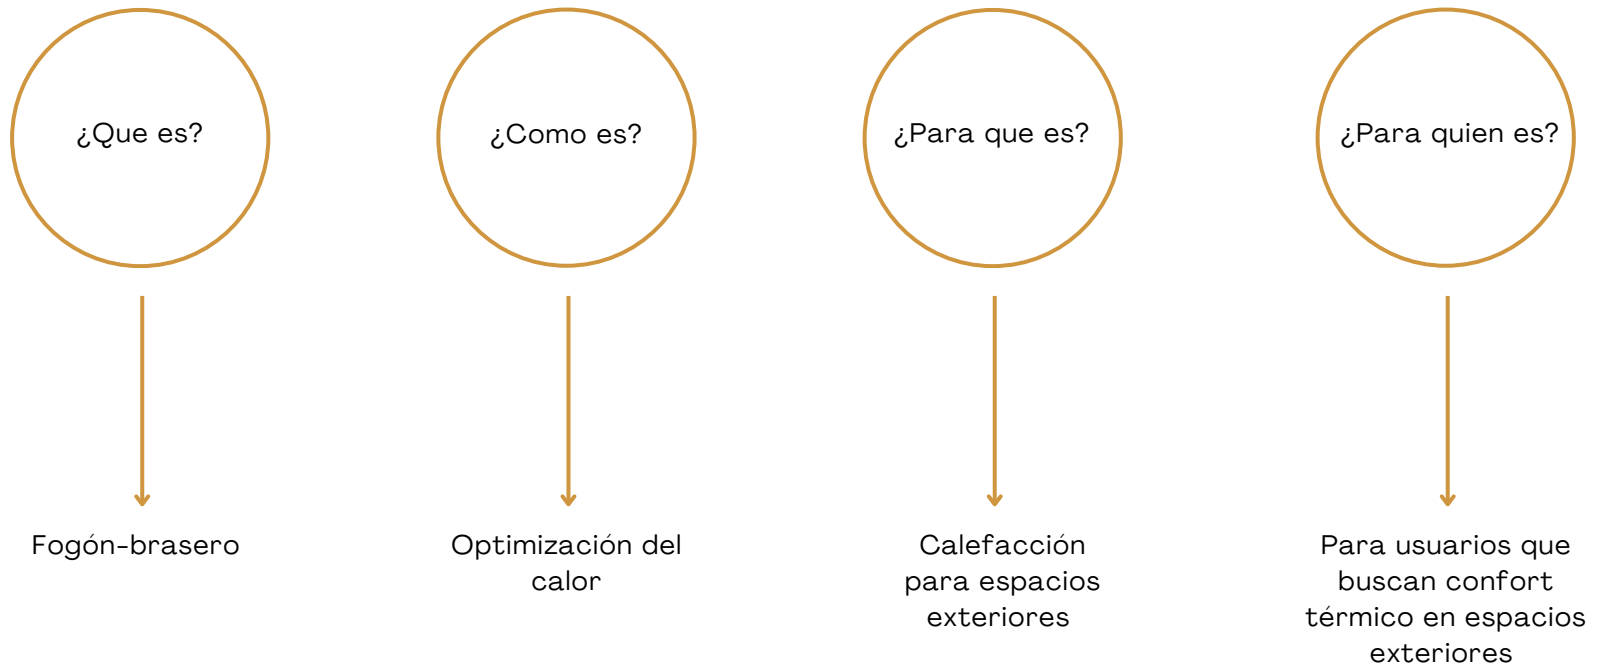 ¿Que es?
¿Como es?
¿Para que es?
¿Para quien es?
Fogón-brasero
Optimización del
calor
Calefacción
para espacios
exteriores
Para usuarios que
buscan confort
térmico en espacios
exteriores